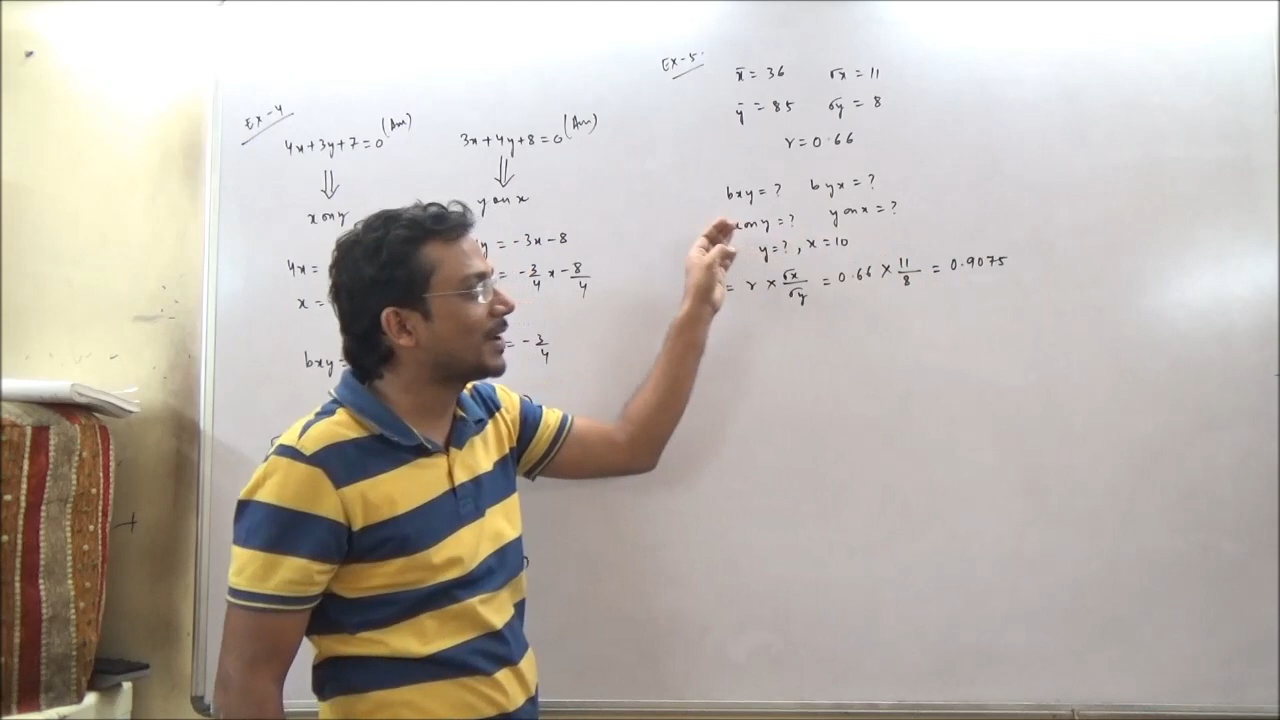 Ex-4
4x+3y+7=0 (Ans)
3x+4y+8=0 (Ans)
⇓
⇓
x on y
y on x
4x=
y = -3x-8
x =
= -3/4 x -8/4
bxy =
= -3/4
Ex-5.
x̄ = 36 σx = 11
ȳ = 85 σy = 8
r=0.66
bxy = ? byx = ?
x on y = ? y on x = ?
y=?, x=10
= r × σx/σy = 0.66 × 11/8 = 0.9075